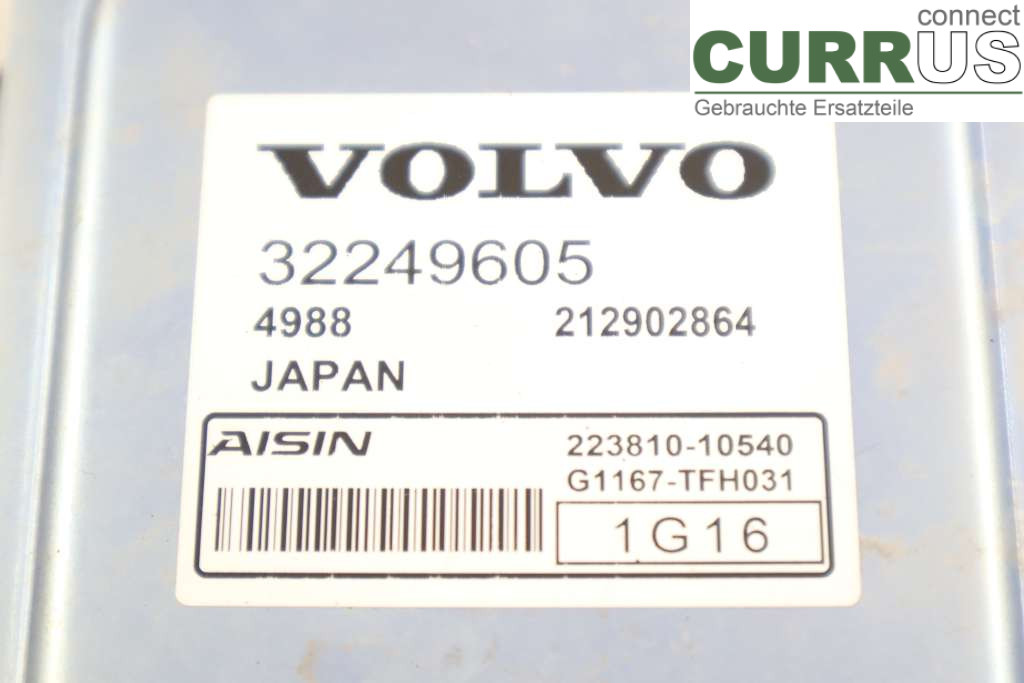 connect
CURRUS
Gebrauchte Ersatzteile
VOLVO
32249605
4988 212902864
JAPAN
AISIN 223810-10540
G1167-TFH031
1G16